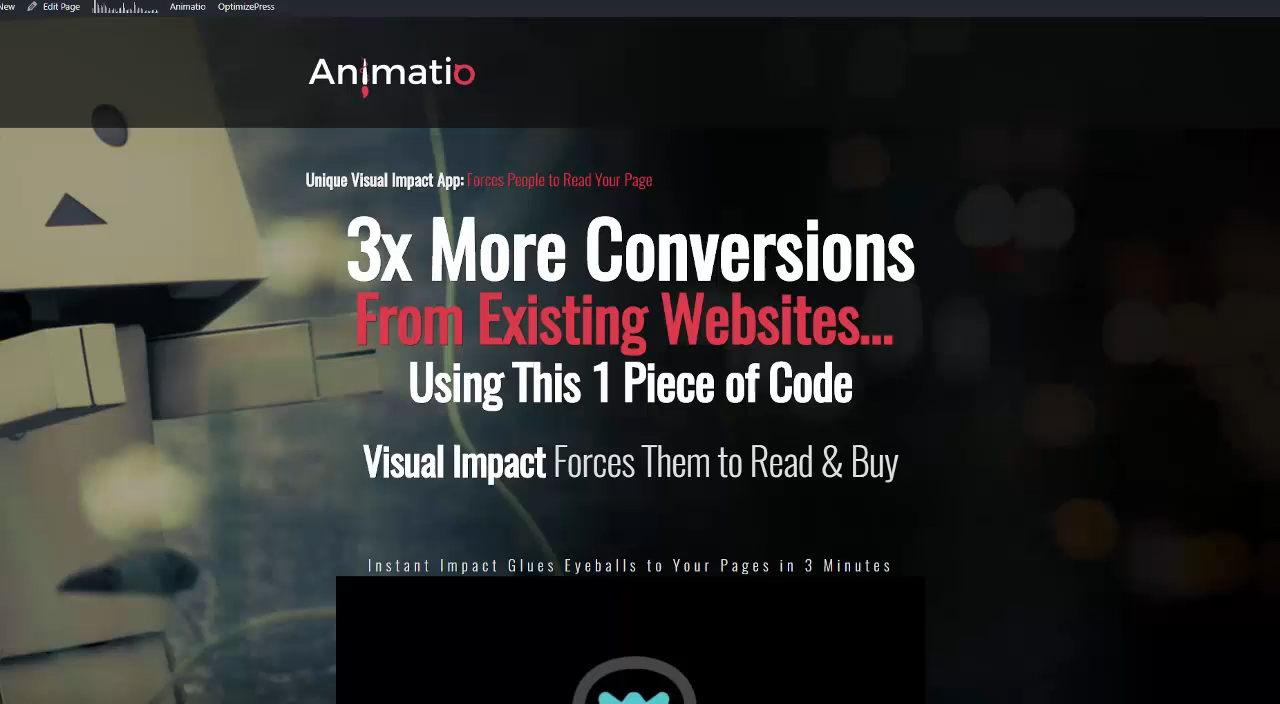 New Edit Page Animatio OptimizePress
Animatio
Unique Visual Impact App: Forces People to Read Your Page
3x More Conversions
From Existing Websites...
Using This 1 Piece of Code
Visual Impact Forces Them to Read & Buy
Instant Impact Glues Eyeballs to Your Pages in 3 Minutes